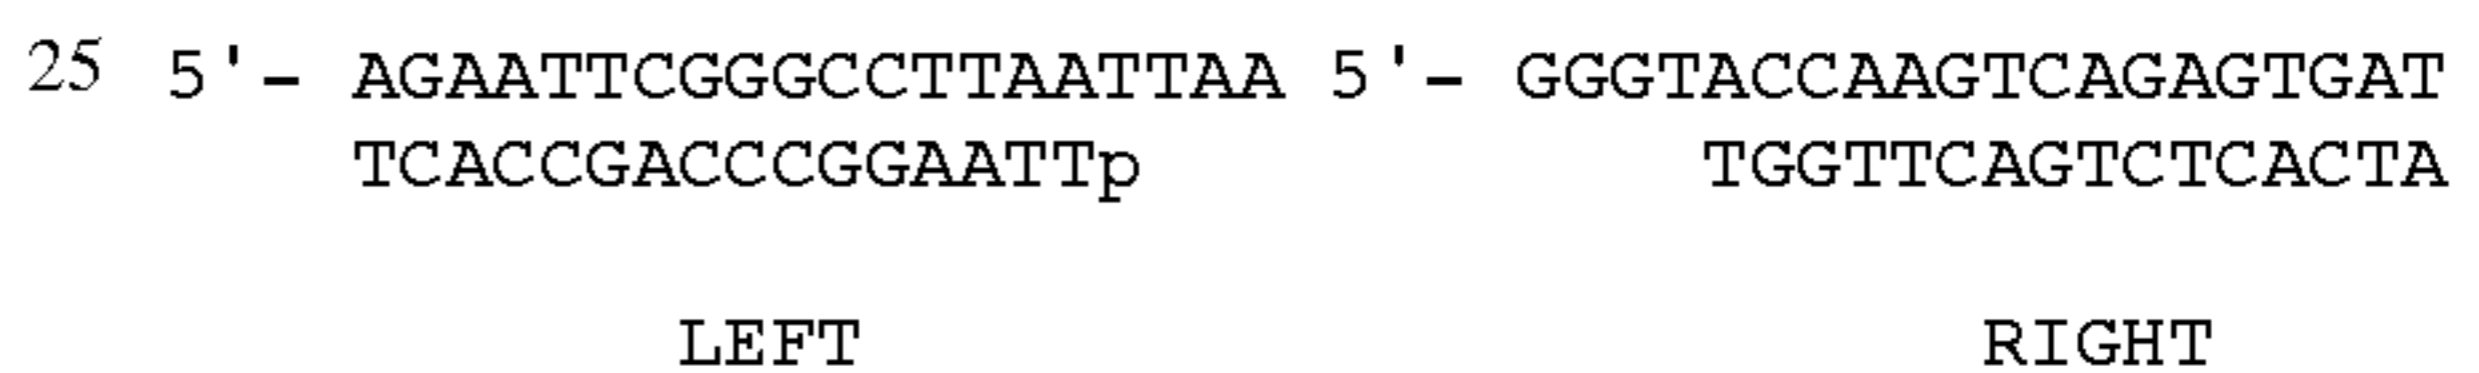 25 5'- AGAATTCGGGCCTTAATTAA 5'- GGGTACCAAGTCAGAGTGAT
TCACCGACCCGGAATTp TGGTTCAGTCTCACTA
LEFT RIGHT